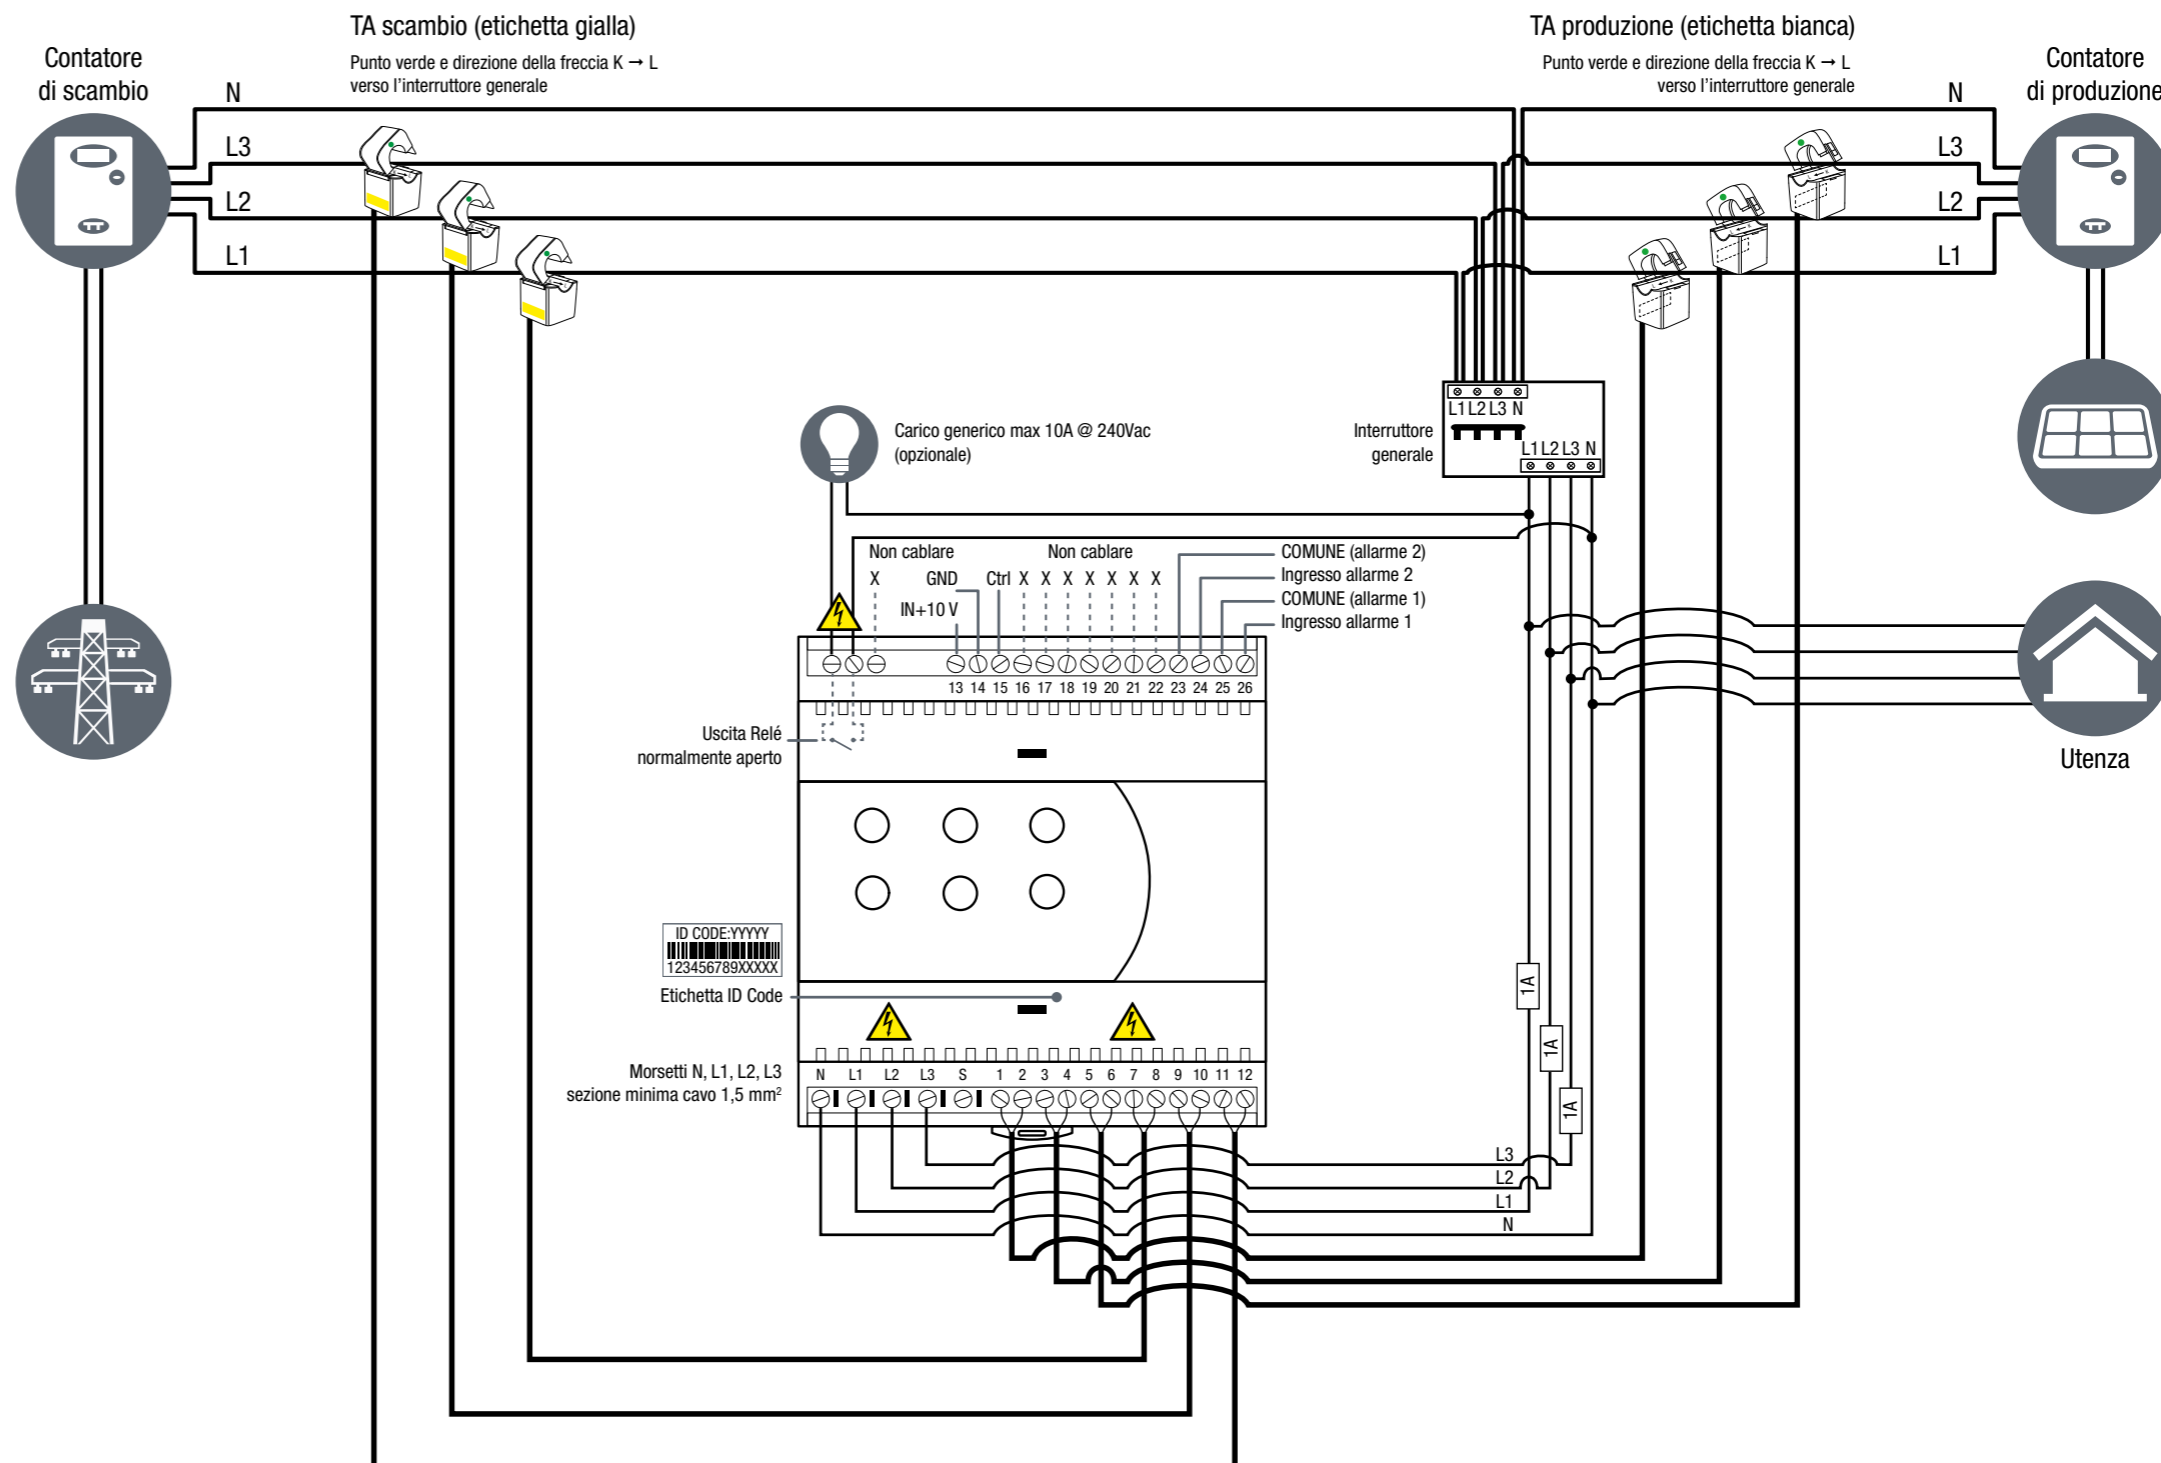 TA scambio (etichetta gialla)
Punto verde e direzione della freccia K → L
verso l'interruttore generale
TA produzione (etichetta bianca)
Punto verde e direzione della freccia K → L
verso l'interruttore generale
Contatore
di scambio
Contatore
di produzione
N
L3
L2
L1
N
L3
L2
L1
L1 L2 L3 N
Interruttore
generale
L1 L2 L3 N
Carico generico max 10A @ 240Vac
(opzionale)
Non cablare
X
GND
IN+10 V
Ctrl
Non cablare
X X X X X X X
COMUNE (allarme 2)
Ingresso allarme 2
COMUNE (allarme 1)
Ingresso allarme 1
13 14 15 16 17 18 19 20 21 22 23 24 25 26
Uscita Relé
normalmente aperto
Utenza
ID CODE:YYYYY
123456789XXXXX
Etichetta ID Code
1A
1A
1A
Morsetti N, L1, L2, L3
sezione minima cavo 1,5 mm²
N L1 L2 L3 S 1 2 3 4 5 6 7 8 9 10 11 12
L3
L2
L1
N